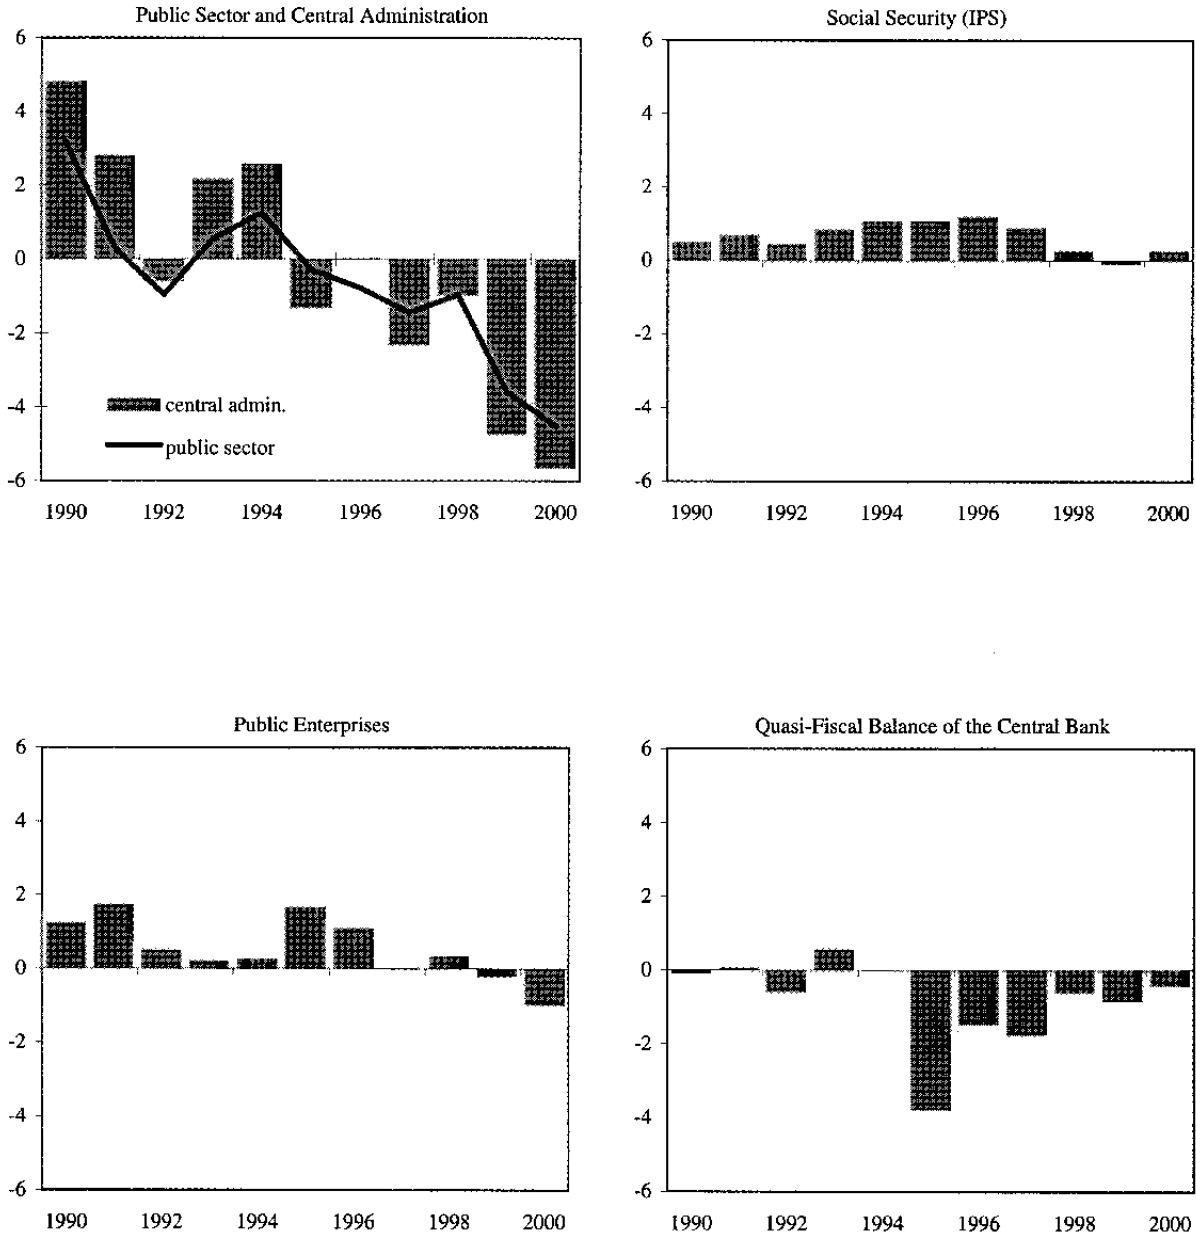 Public Sector and Central Administration
6
4
2
0
-2
-4
-6
central admin.
public sector
1990 1992 1994 1996 1998 2000
Social Security (IPS)
6
4
2
0
-2
-4
-6
1990 1992 1994 1996 1998 2000
Public Enterprises
6
4
2
0
-2
-4
-6
1990 1992 1994 1996 1998 2000
Quasi-Fiscal Balance of the Central Bank
6
4
2
0
-2
-4
-6
1990 1992 1994 1996 1998 2000